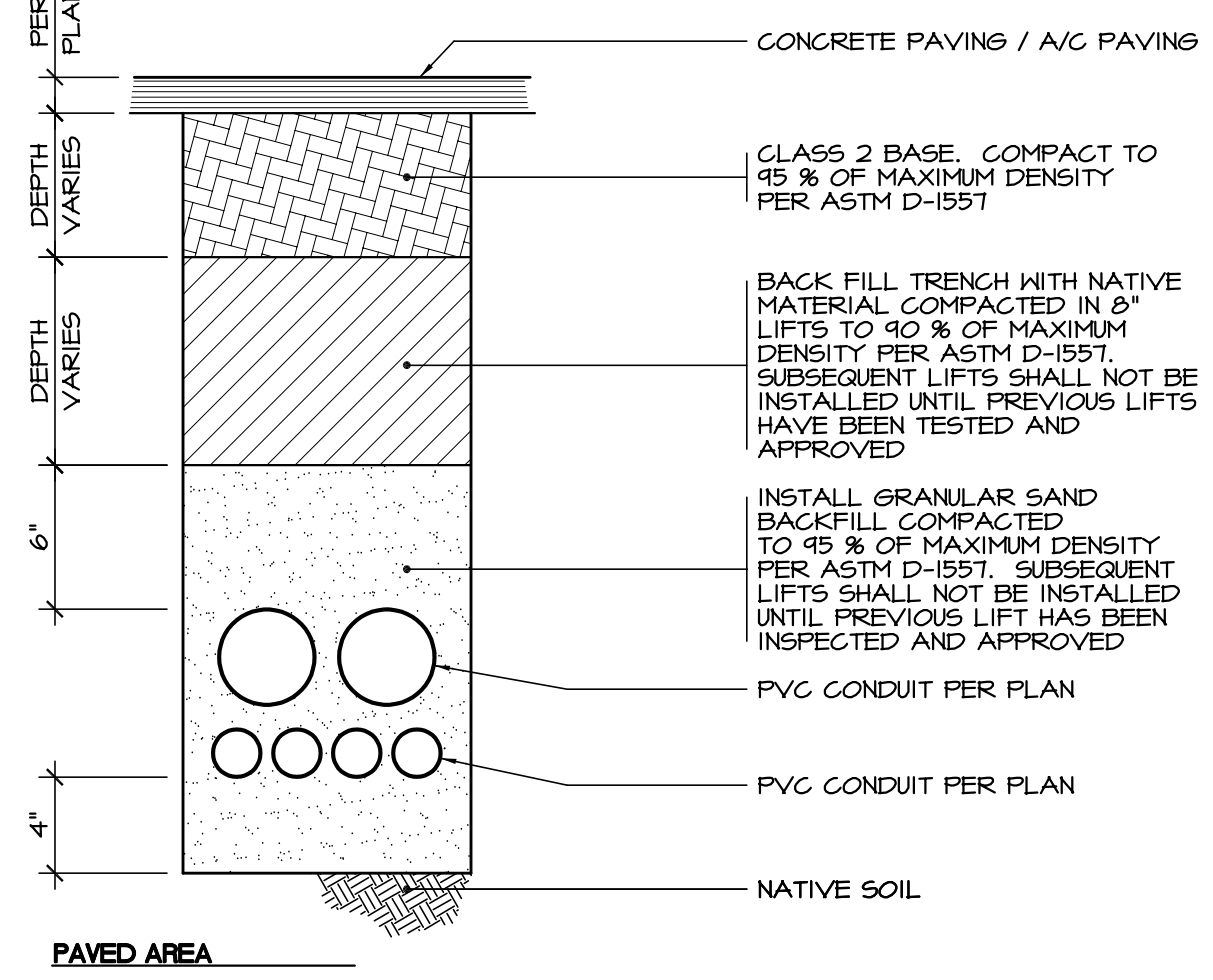 PER
PLAN
CONCRETE PAVING / A/C PAVING
DEPTH
VARIES
CLASS 2 BASE. COMPACT TO
95 % OF MAXIMUM DENSITY
PER ASTM D-1557
DEPTH
VARIES
BACK FILL TRENCH WITH NATIVE
MATERIAL COMPACTED IN 8"
LIFTS TO 90 % OF MAXIMUM
DENSITY PER ASTM D-1557.
SUBSEQUENT LIFTS SHALL NOT BE
INSTALLED UNTIL PREVIOUS LIFTS
HAVE BEEN TESTED AND
APPROVED
6"
INSTALL GRANULAR SAND
BACKFILL COMPACTED
TO 95 % OF MAXIMUM DENSITY
PER ASTM D-1557. SUBSEQUENT
LIFTS SHALL NOT BE INSTALLED
UNTIL PREVIOUS LIFT HAS BEEN
INSPECTED AND APPROVED
PVC CONDUIT PER PLAN
PVC CONDUIT PER PLAN
4"
NATIVE SOIL
PAVED AREA